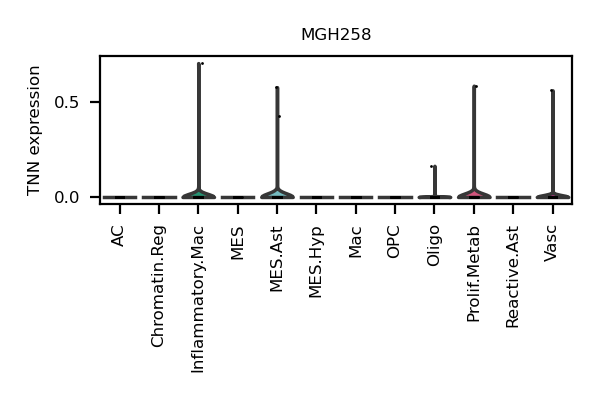 MGH258
TNN expression
0.5
0.0
AC
Chromatin.Reg
Inflammatory.Mac
MES
MES.Ast
MES.Hyp
Mac
OPC
Oligo
Prolif.Metab
Reactive.Ast
Vasc